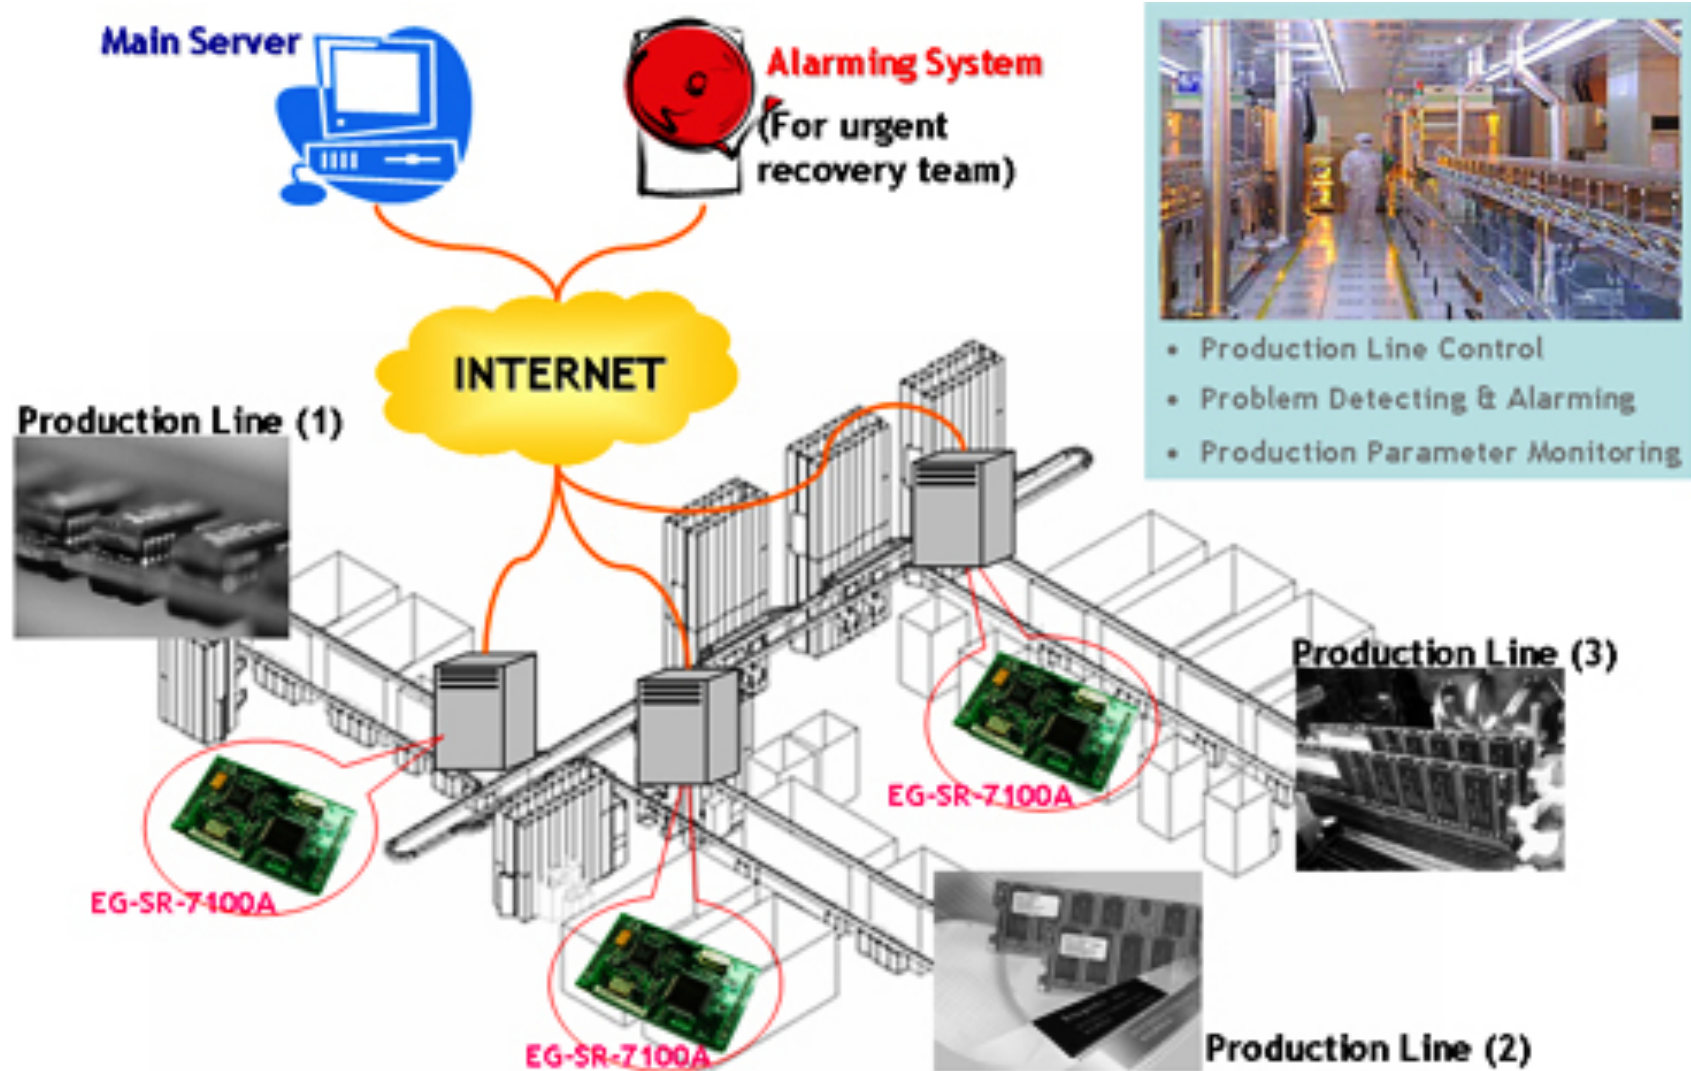 Main Server
Alarming System
(For urgent
recovery team)
INTERNET
• Production Line Control
• Problem Detecting & Alarming
• Production Parameter Monitoring
Production Line (1)
Production Line (3)
EG-SR-7100A
EG-SR-7100A
EG-SR-7100A
Production Line (2)